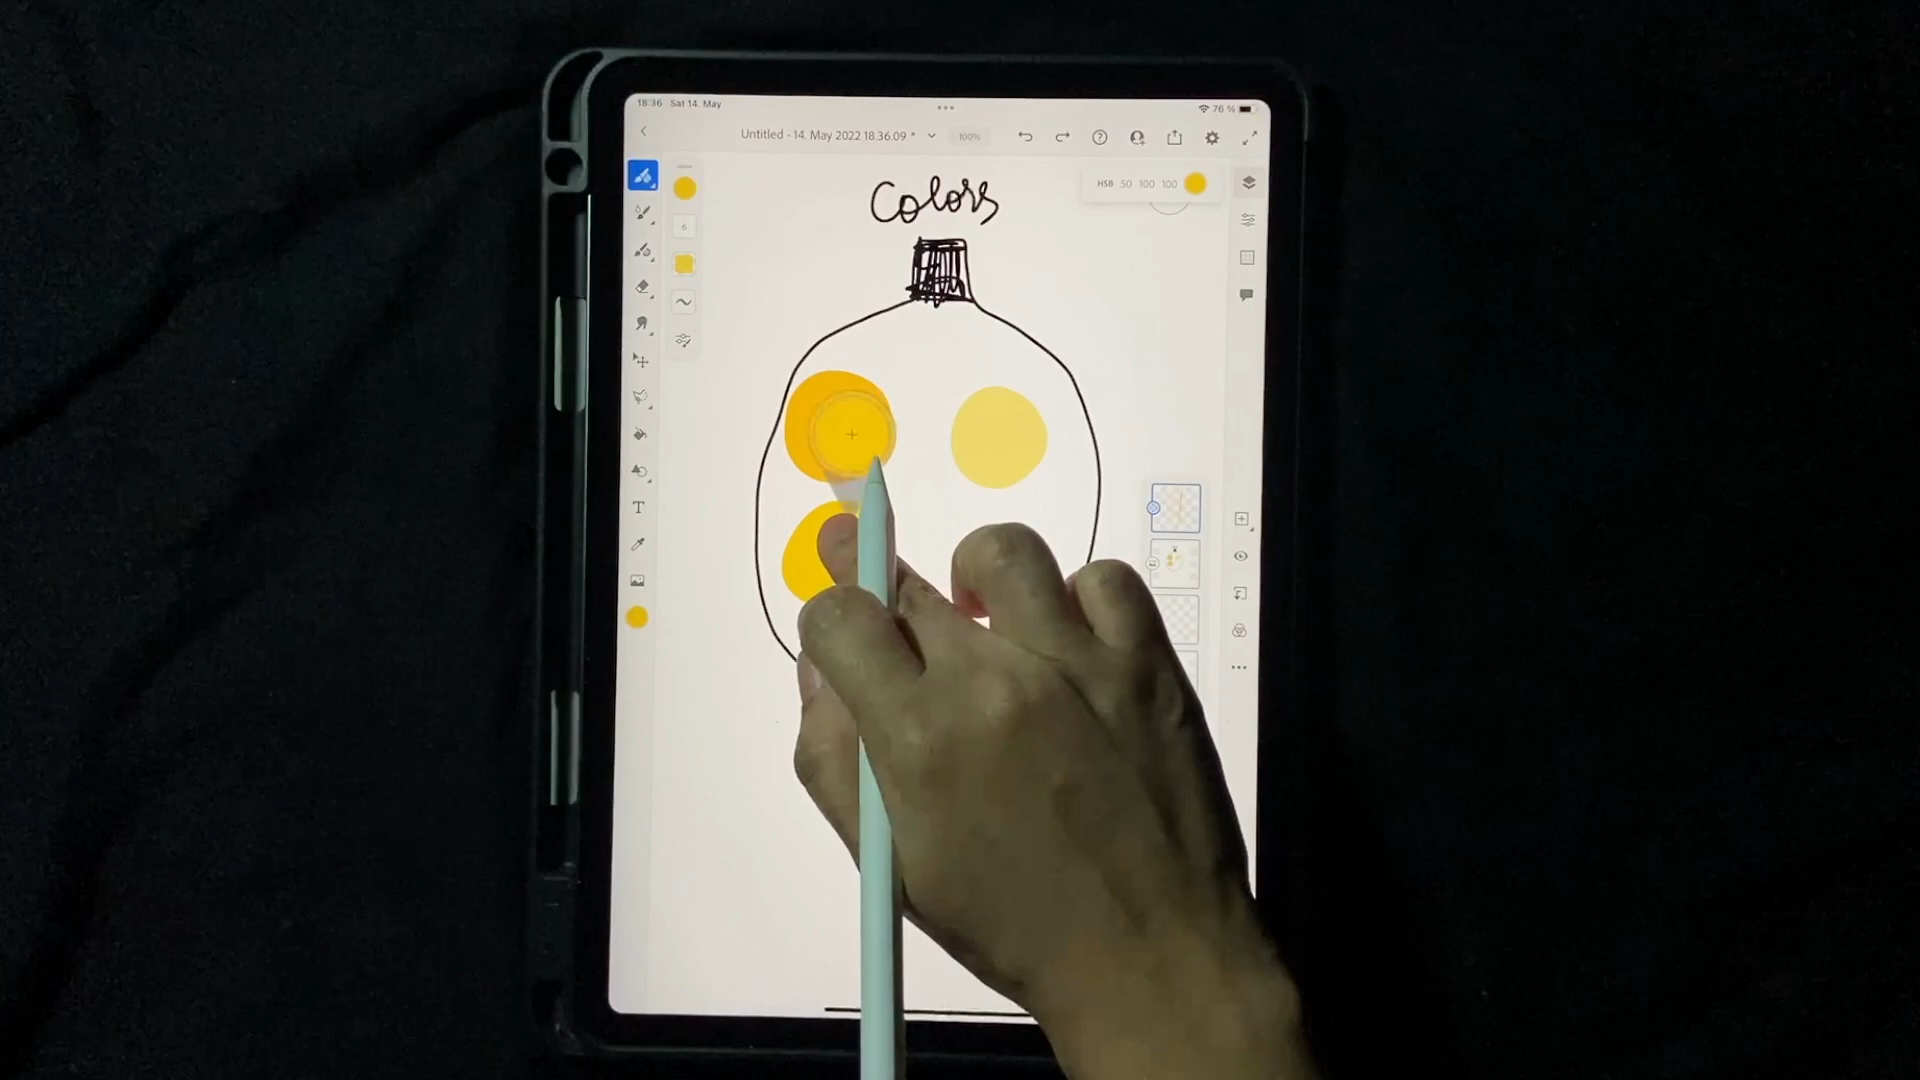 18:36 Sat 14. May
76 %
Untitled - 14. May 2022 18.36.09 *
100%
Colors
HSB 50 100 100
6
T